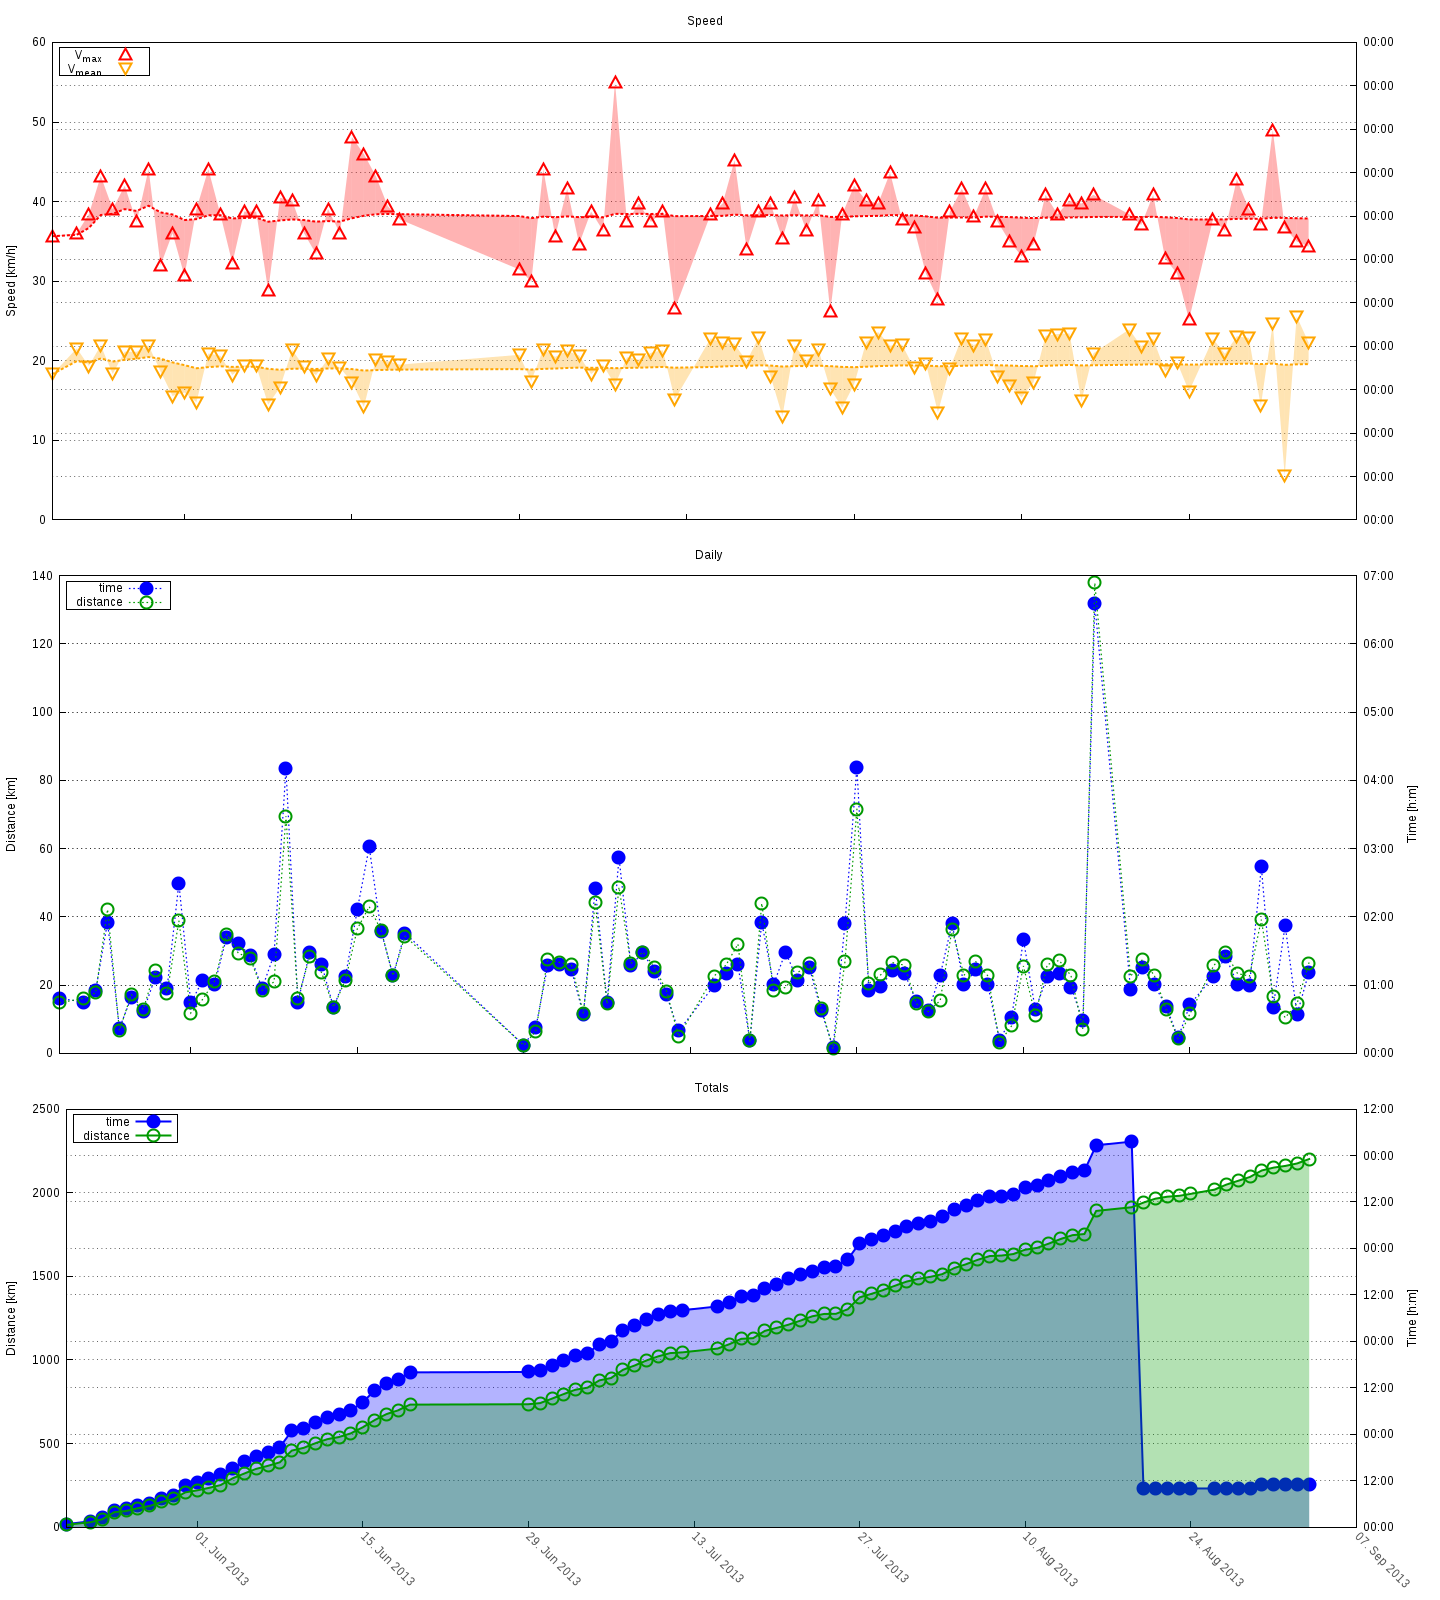 Speed
60
50
40
30
20
10
0
Speed [km/h]
Vmax
Vmean
00:00
00:00
00:00
00:00
00:00
00:00
00:00
00:00
00:00
00:00
00:00
00:00
Daily
140
120
100
80
60
40
20
0
Distance [km]
time
distance
07:00
06:00
05:00
04:00
03:00
02:00
01:00
00:00
Time [h:m]
Totals
2500
2000
1500
1000
500
0
Distance [km]
time
distance
12:00
00:00
12:00
00:00
12:00
00:00
12:00
00:00
12:00
00:00
Time [h:m]
01. Jun 2013
15. Jun 2013
29. Jun 2013
13. Jul 2013
27. Jul 2013
10. Aug 2013
24. Aug 2013
07. Sep 2013